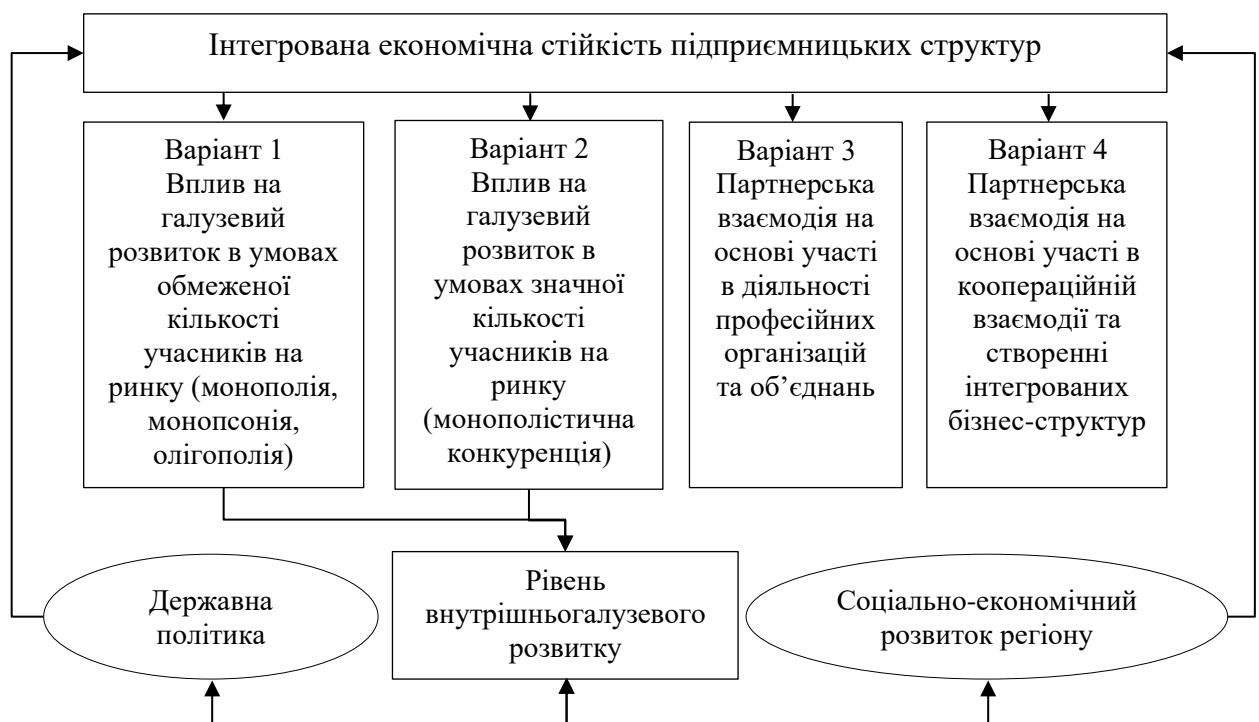 Інтегрована економічна стійкість підприємницьких структур
Варіант 1
Вплив на
галузевий
розвиток в умовах
обмеженої
кількості
учасників на
ринку (монополія,
монопсонія,
олігополія)
Варіант 2
Вплив на
галузевий
розвиток в
умовах значної
кількості
учасників на
ринку
(монополістична
конкуренція)
Варіант 3
Партнерська
взаємодія на
основі участі
в діяльності
професійних
організацій
та об’єднань
Варіант 4
Партнерська
взаємодія на
основі участі в
коопераційній
взаємодії та
створенні
інтегрованих
бізнес-структур
Державна
політика
Рівень
внутрішньогалузевого
розвитку
Соціально-економічний
розвиток регіону